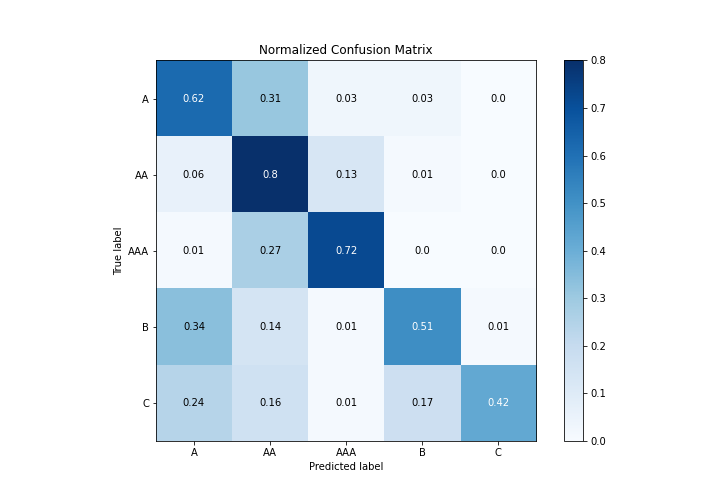 Normalized Confusion Matrix
True label
A 0.62 0.31 0.03 0.03 0.0
AA 0.06 0.8 0.13 0.01 0.0
AAA 0.01 0.27 0.72 0.0 0.0
B 0.34 0.14 0.01 0.51 0.01
C 0.24 0.16 0.01 0.17 0.42
A AA AAA B C
Predicted label
0.8
0.7
0.6
0.5
0.4
0.3
0.2
0.1
0.0